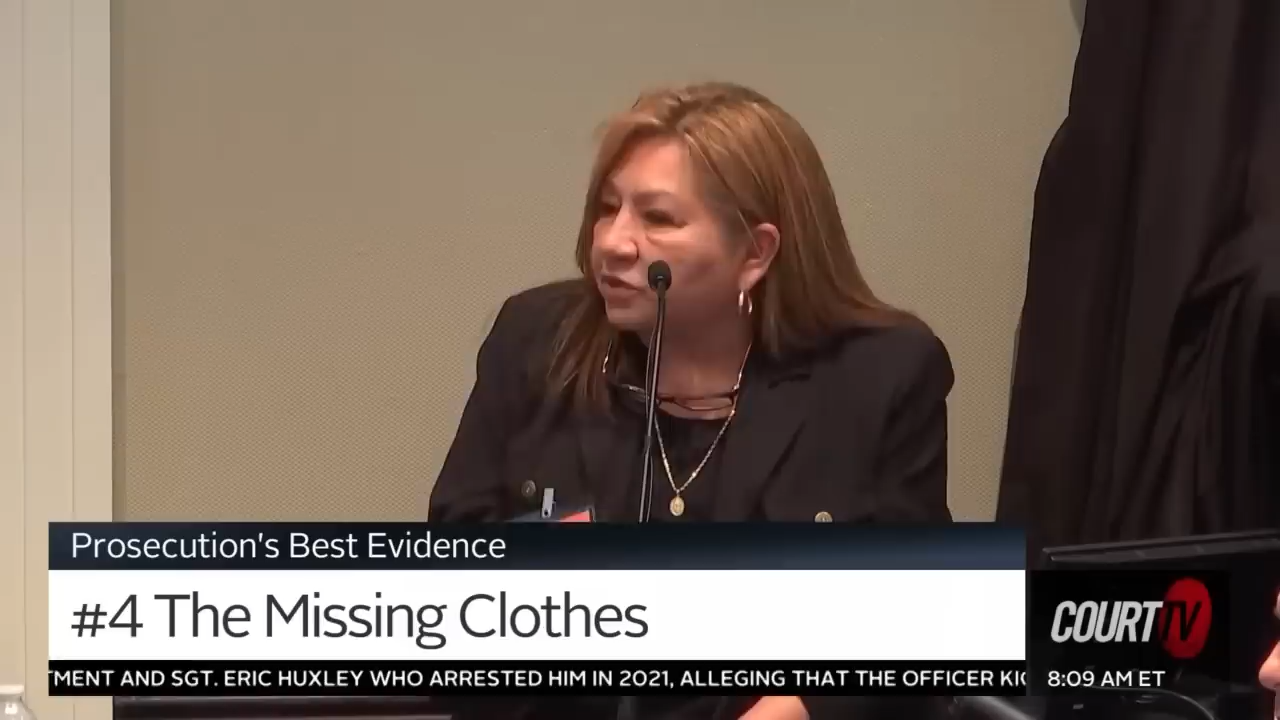 Prosecution's Best Evidence
#4 The Missing Clothes
COURT TV
TMENT AND SGT. ERIC HUXLEY WHO ARRESTED HIM IN 2021, ALLEGING THAT THE OFFICER KIC
8:09 AM ET